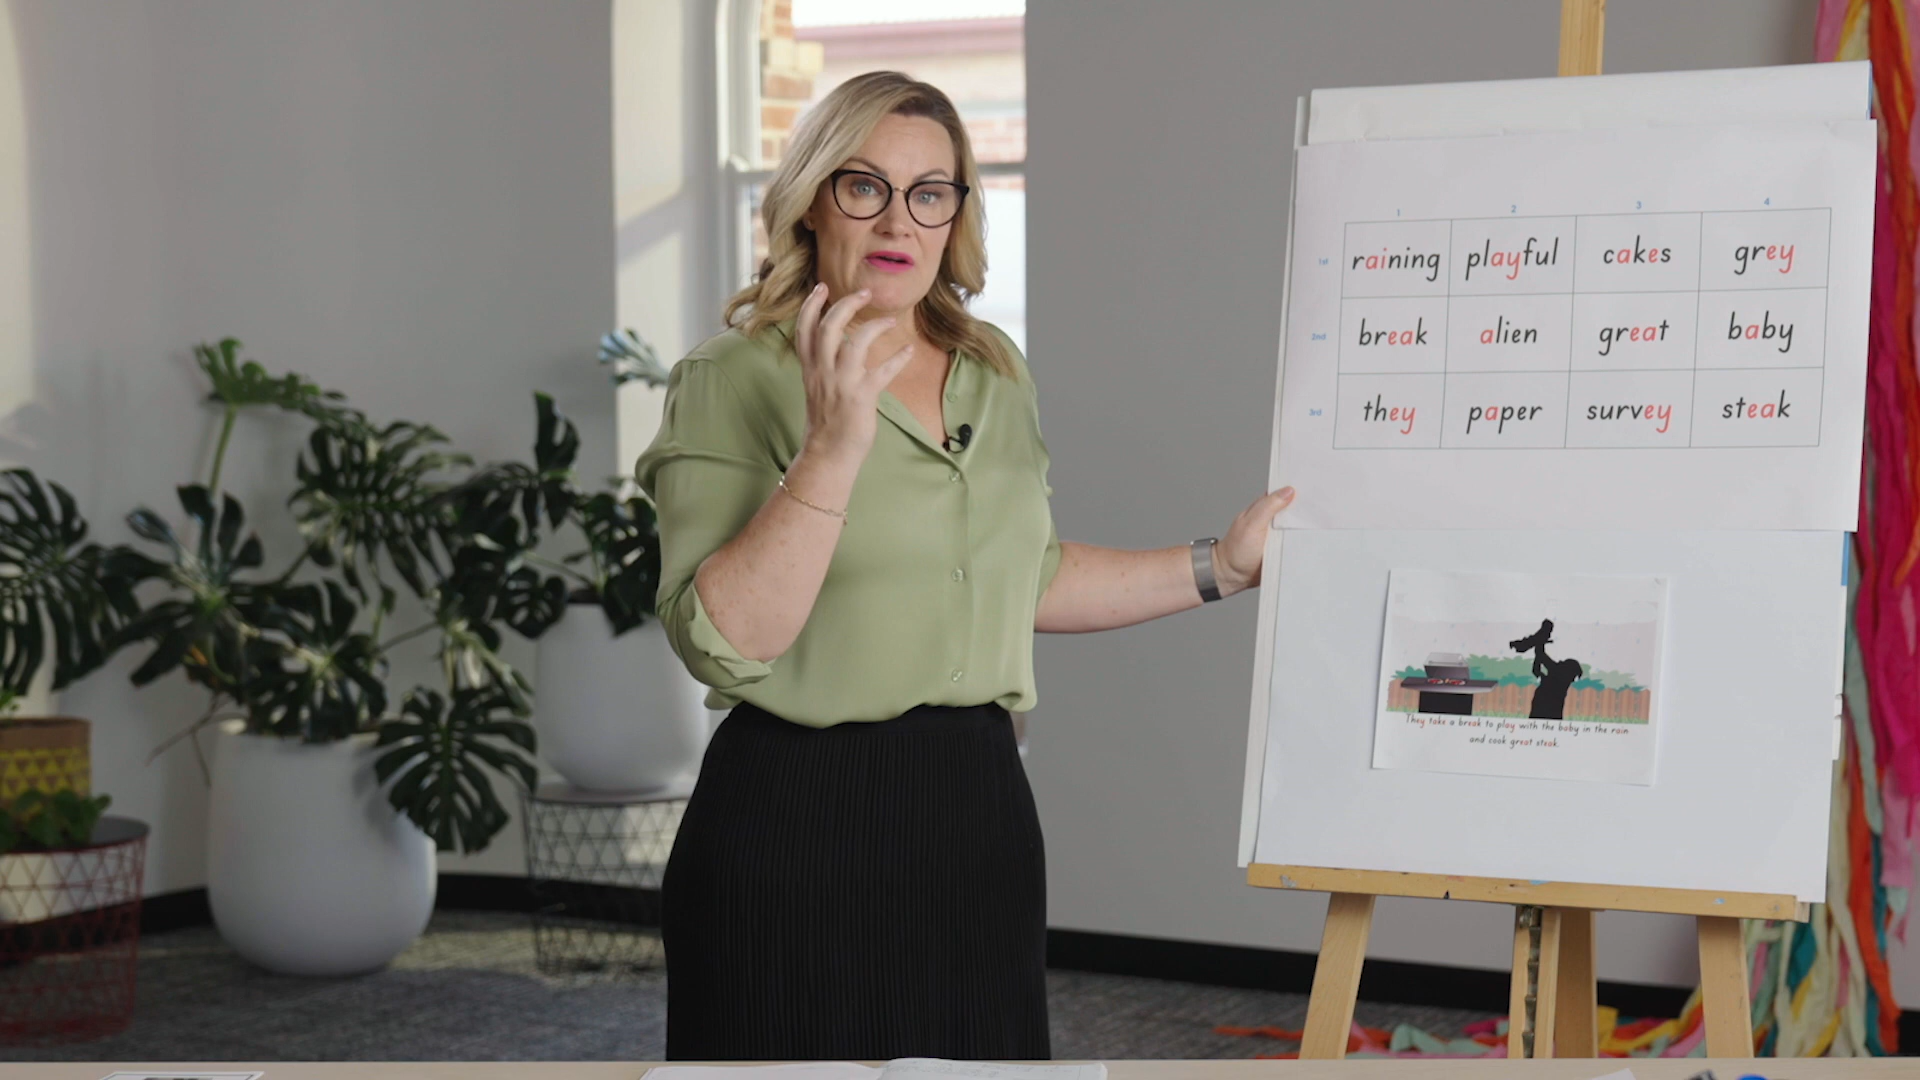 1 2 3 4
1st raining playful cakes grey
2nd break alien great baby
3rd they paper survey steak
They take a break to play with the baby in the rain
and cook great steak.